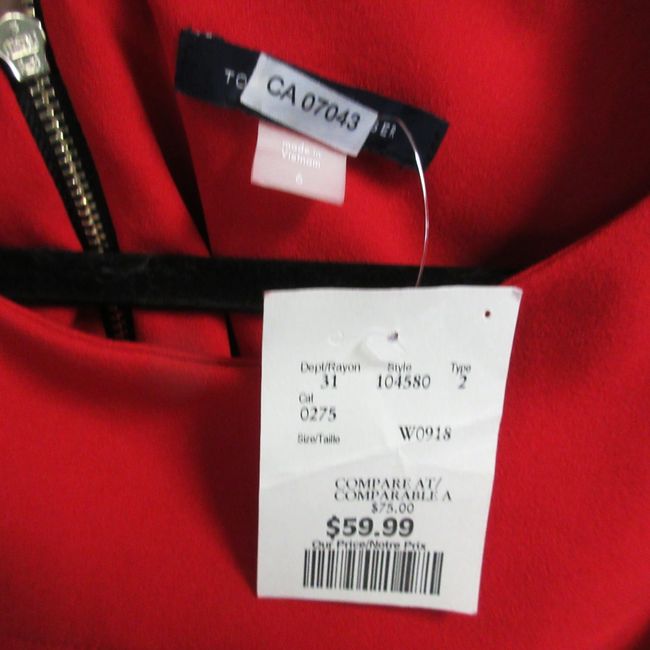 CA 07043
made in
Vietnam
6
Dept/Rayon Style Type
31 104580 2
Cat
0275
Size/Taille W0918
COMPARE AT/
COMPARABLE A
$75.00
$59.99
Our Price/Notre Prix